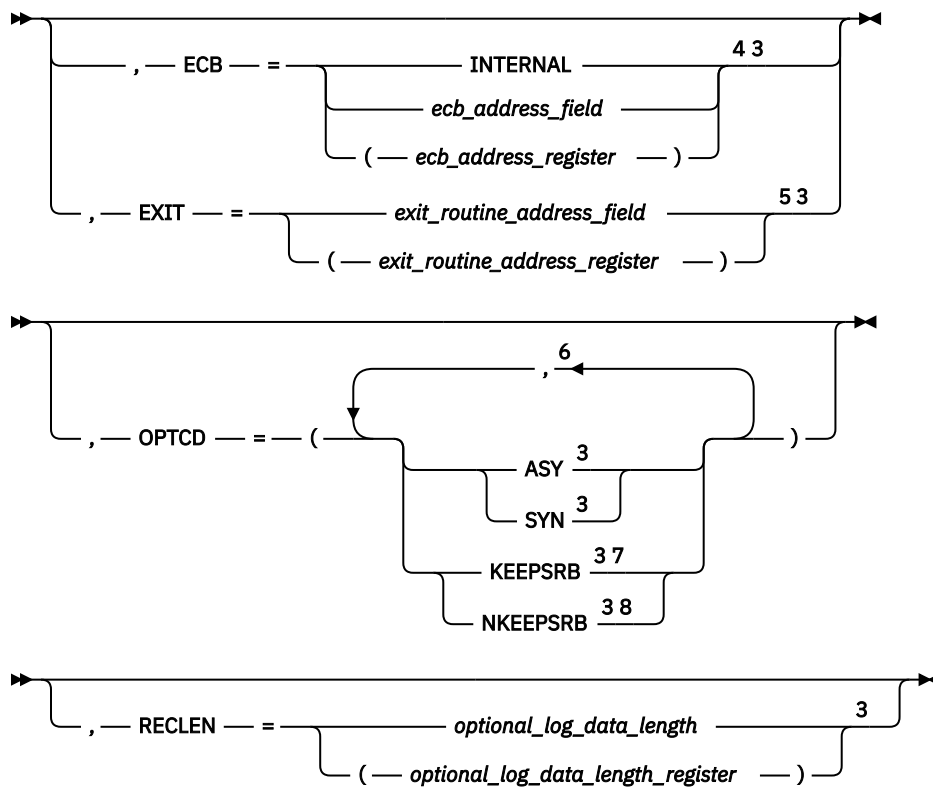 , ECB = INTERNAL 4 3
ecb_address_field
( ecb_address_register )
, EXIT = exit_routine_address_field 5 3
( exit_routine_address_register )
, 6
, OPTCD = ( )
ASY 3
SYN 3
KEEPSRB 3 7
NKEEPSRB 3 8
, RECLEN = optional_log_data_length 3
( optional_log_data_length_register )